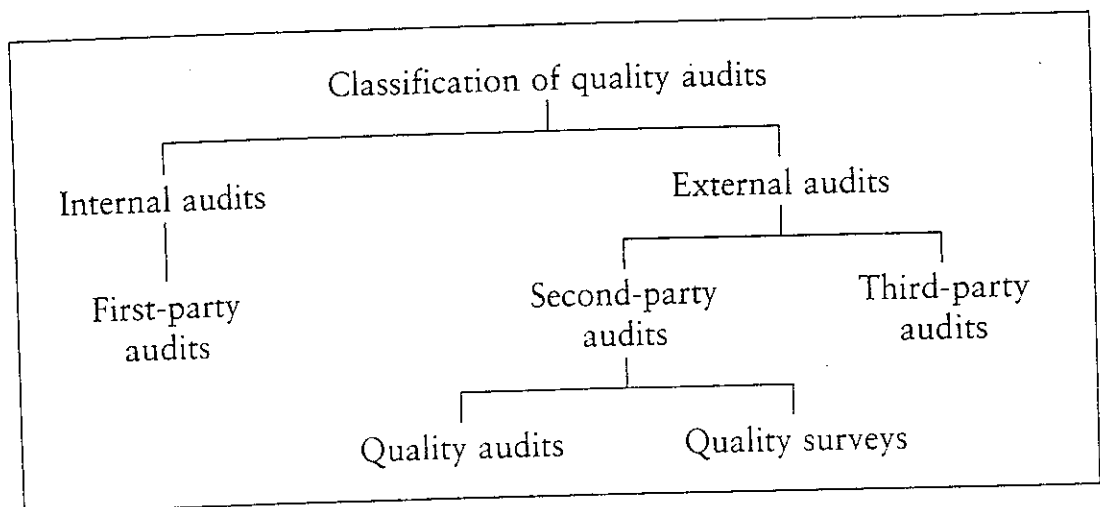 Classification of quality audits
Internal audits
External audits
First-party
audits
Second-party
audits
Third-party
audits
Quality audits
Quality surveys